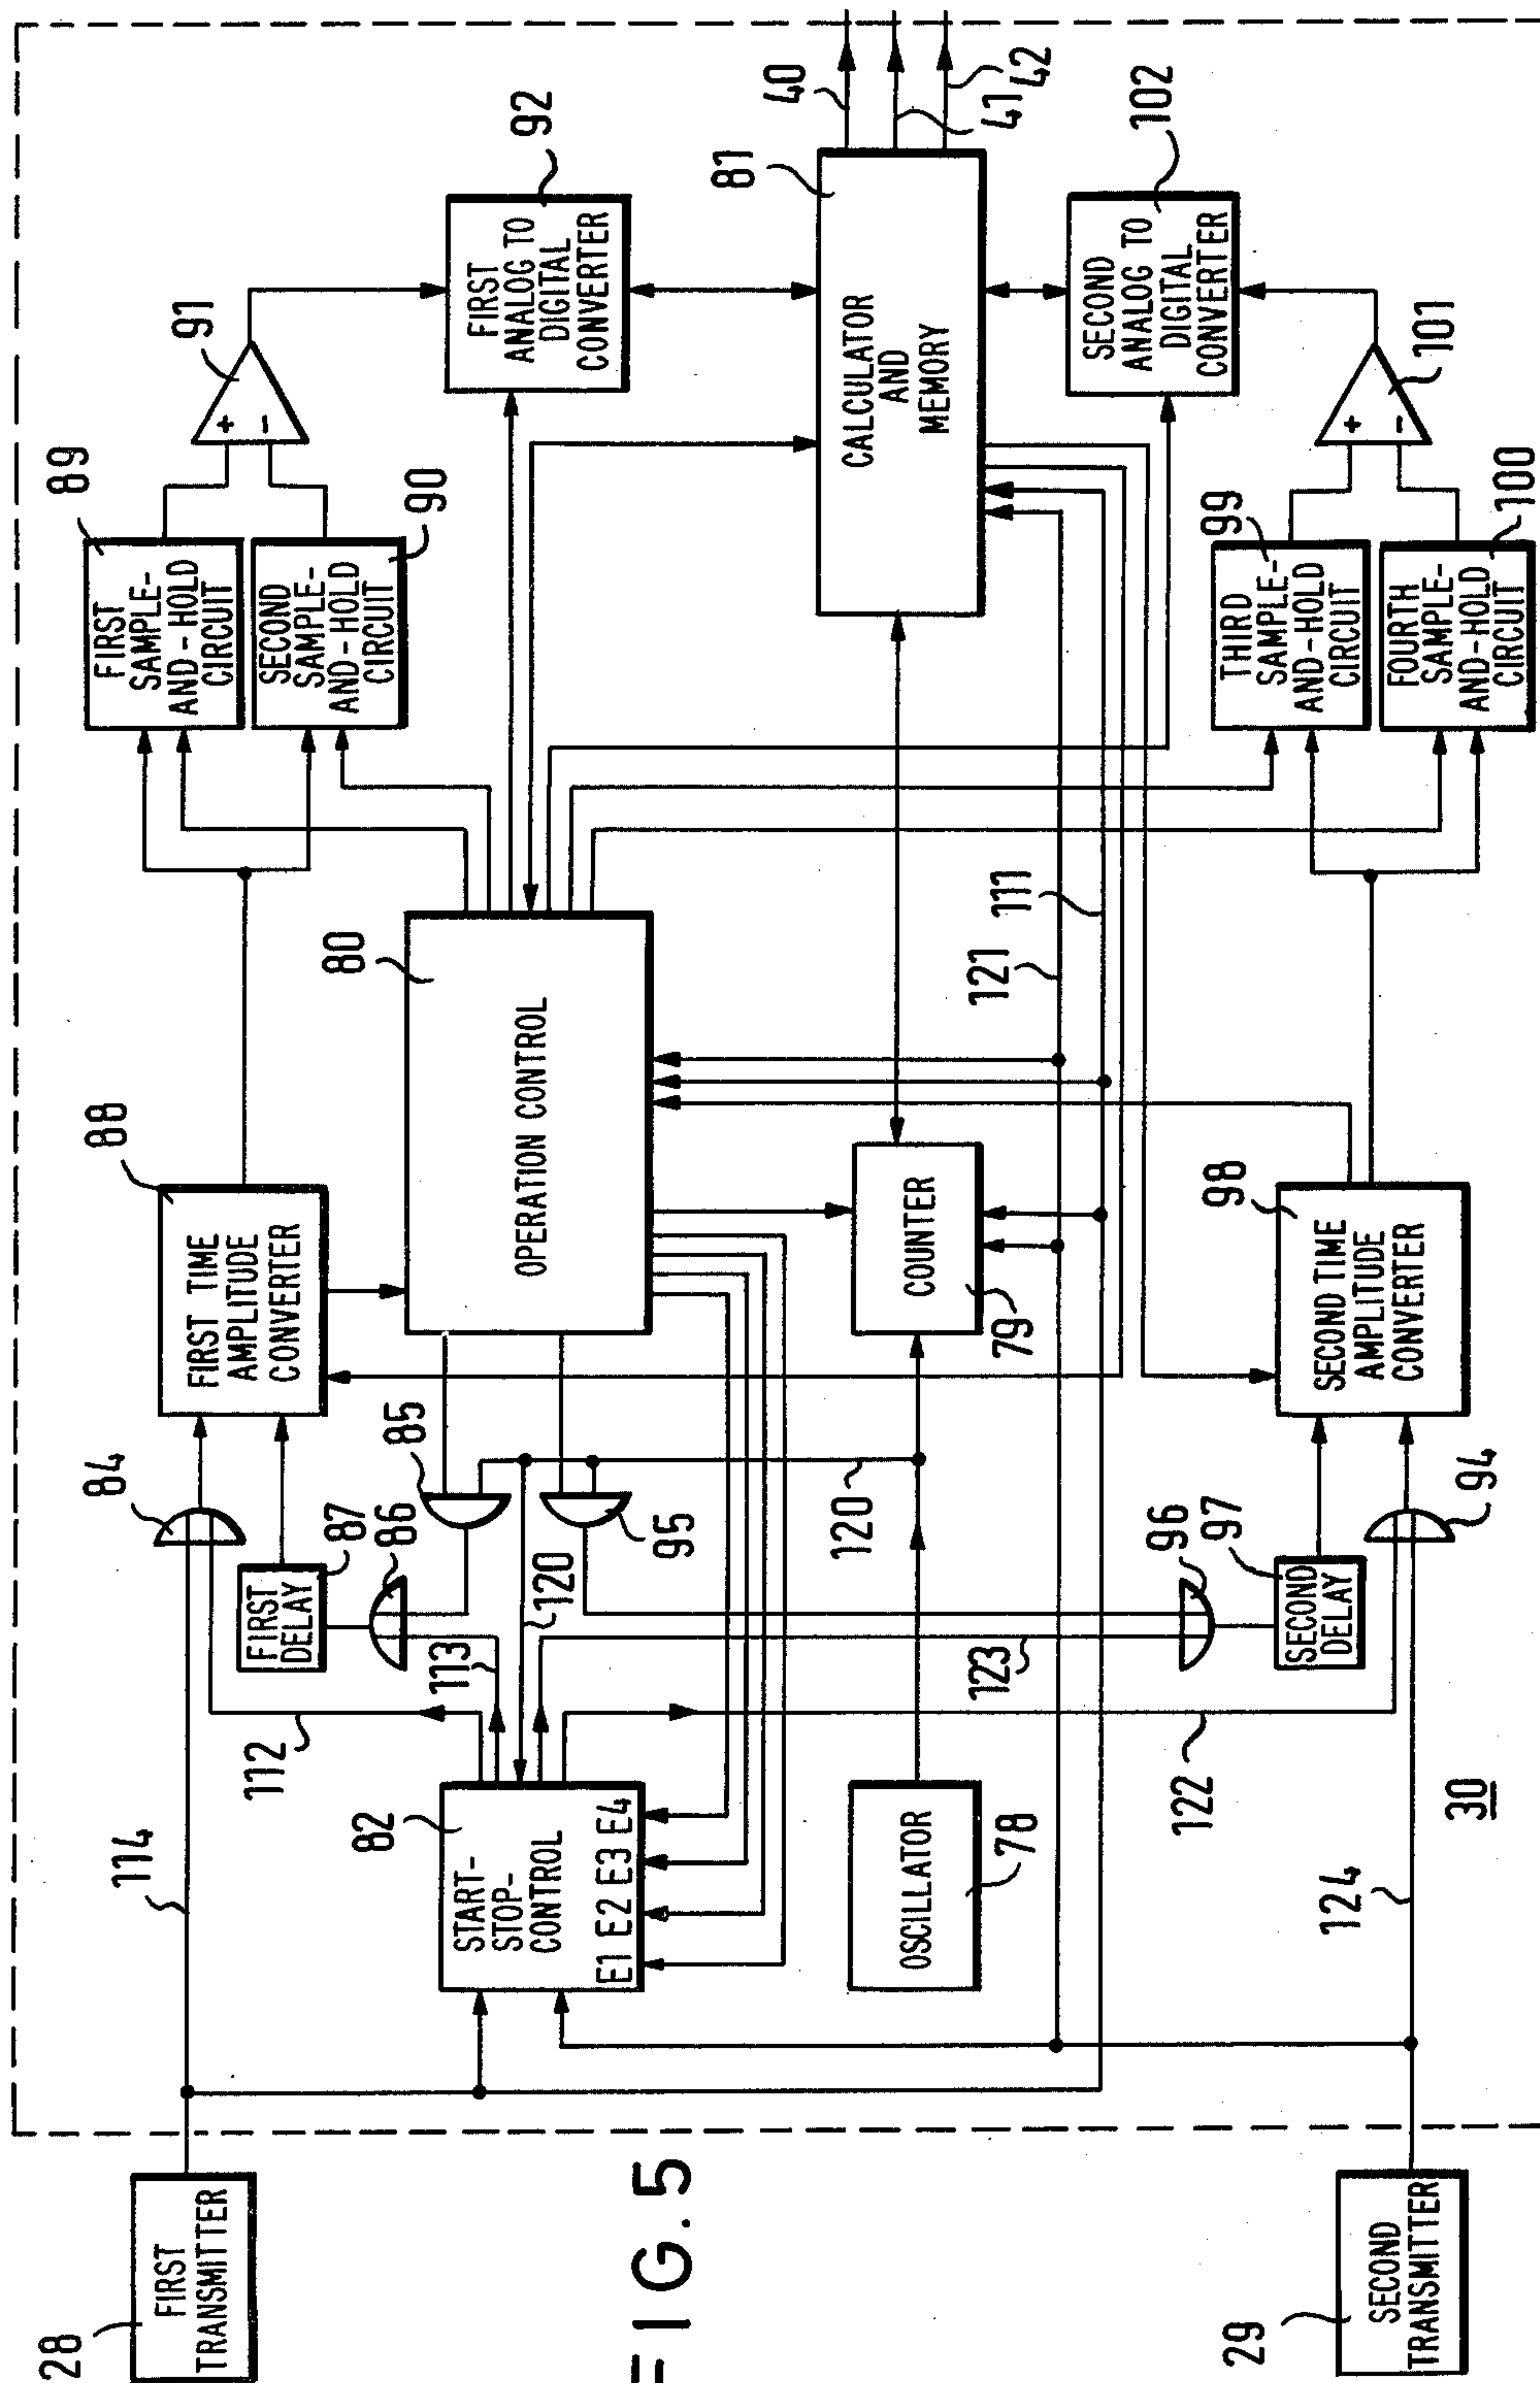 FIG. 5
28
FIRST
TRANSMITTER
29
SECOND
TRANSMITTER
114
112
113
82
START-
STOP-
CONTROL
E1 E2 E3 E4
120
OSCILLATOR
78
123
122
124
30
84
FIRST
DELAY
87
86
85
95
120
96
97
SECOND
DELAY
94
88
FIRST TIME
AMPLITUDE
CONVERTER
80
OPERATION CONTROL
COUNTER
79
98
SECOND TIME
AMPLITUDE
CONVERTER
121
111
89
FIRST
SAMPLE-
AND-HOLD
CIRCUIT
SECOND
SAMPLE-
AND-HOLD
CIRCUIT
90
91
+
-
FIRST
ANALOG TO
DIGITAL
CONVERTER
92
81
CALCULATOR
AND
MEMORY
40
41
42
SECOND
ANALOG TO
DIGITAL
CONVERTER
102
THIRD
SAMPLE-
AND-HOLD
CIRCUIT
99
FOURTH
SAMPLE-
AND-HOLD
CIRCUIT
100
+
-
101